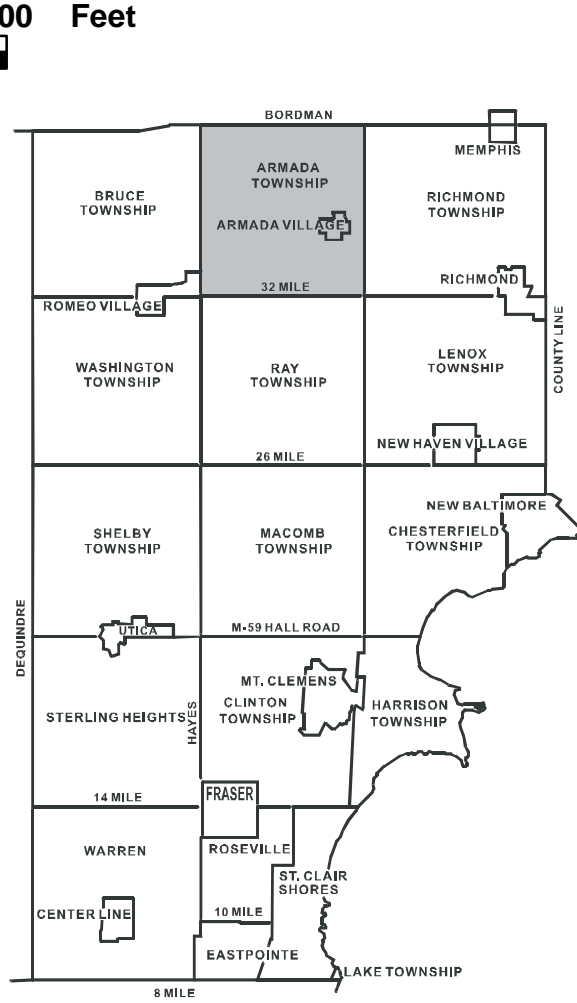 00 Feet
BORDMAN
MEMPHIS
ARMADA
TOWNSHIP
BRUCE
TOWNSHIP
RICHMOND
TOWNSHIP
ARMADA VILLAGE
RICHMOND
32 MILE
ROMEO VILLAGE
COUNTY LINE
WASHINGTON
TOWNSHIP
RAY
TOWNSHIP
LENOX
TOWNSHIP
NEW HAVEN VILLAGE
26 MILE
NEW BALTIMORE
SHELBY
TOWNSHIP
MACOMB
TOWNSHIP
CHESTERFIELD
TOWNSHIP
DEQUINDRE
UTICA
M-59 HALL ROAD
MT. CLEMENS
STERLING HEIGHTS
HAYES
CLINTON
TOWNSHIP
HARRISON
TOWNSHIP
14 MILE
FRASER
WARREN
ROSEVILLE
ST. CLAIR
SHORES
CENTER LINE
10 MILE
EASTPOINTE
LAKE TOWNSHIP
8 MILE